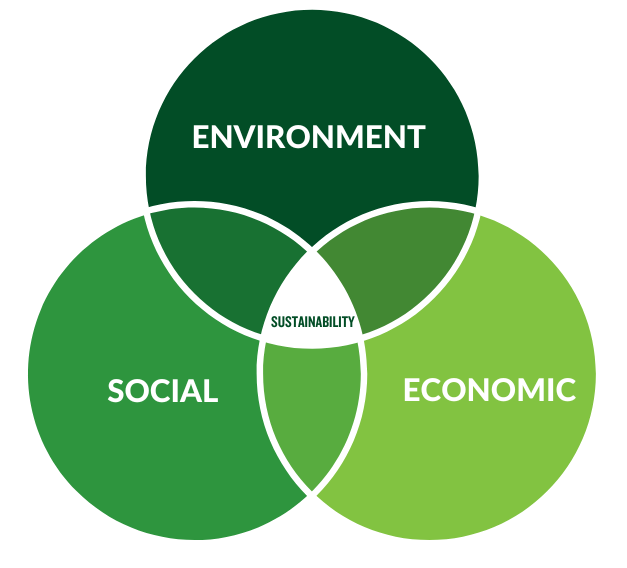 ENVIRONMENT
SUSTAINABILITY
SOCIAL
ECONOMIC